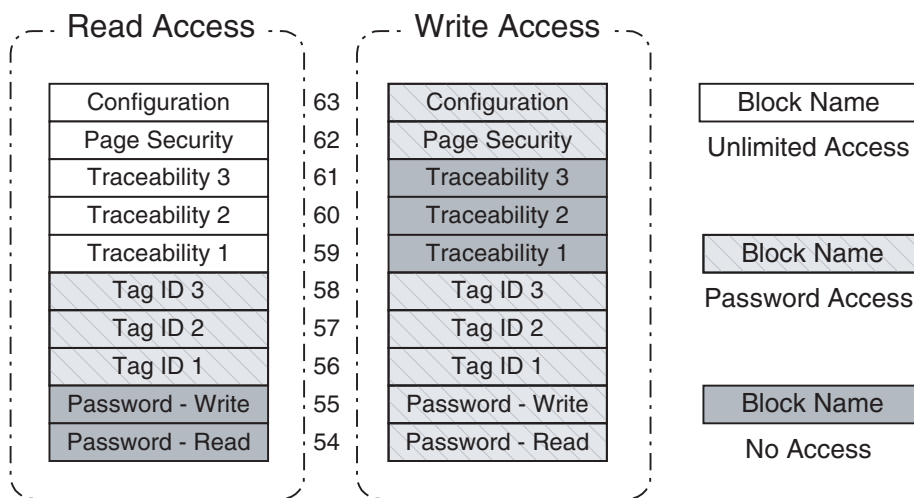 Read Access
Write Access
Configuration 63 Configuration
Page Security 62 Page Security
Traceability 3 61 Traceability 3
Traceability 2 60 Traceability 2
Traceability 1 59 Traceability 1
Tag ID 3 58 Tag ID 3
Tag ID 2 57 Tag ID 2
Tag ID 1 56 Tag ID 1
Password - Write 55 Password - Write
Password - Read 54 Password - Read
Block Name
Unlimited Access
Block Name
Password Access
Block Name
No Access